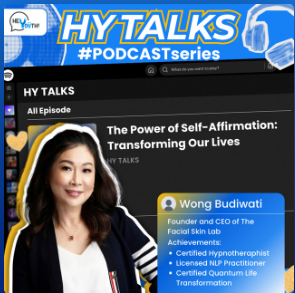 HEY
YOUTH!
HY TALKS
#PODCASTseries
What do you want to play?
HY TALKS
All Episode
The Power of Self-Affirmation:
Transforming Our Lives
HY TALKS
Wong Budiwati
Founder and CEO of The
Facial Skin Lab
Achievements:
• Certified Hypnotheraphist
• Licensed NLP Practitioner
• Certified Quantum Life
Transformation